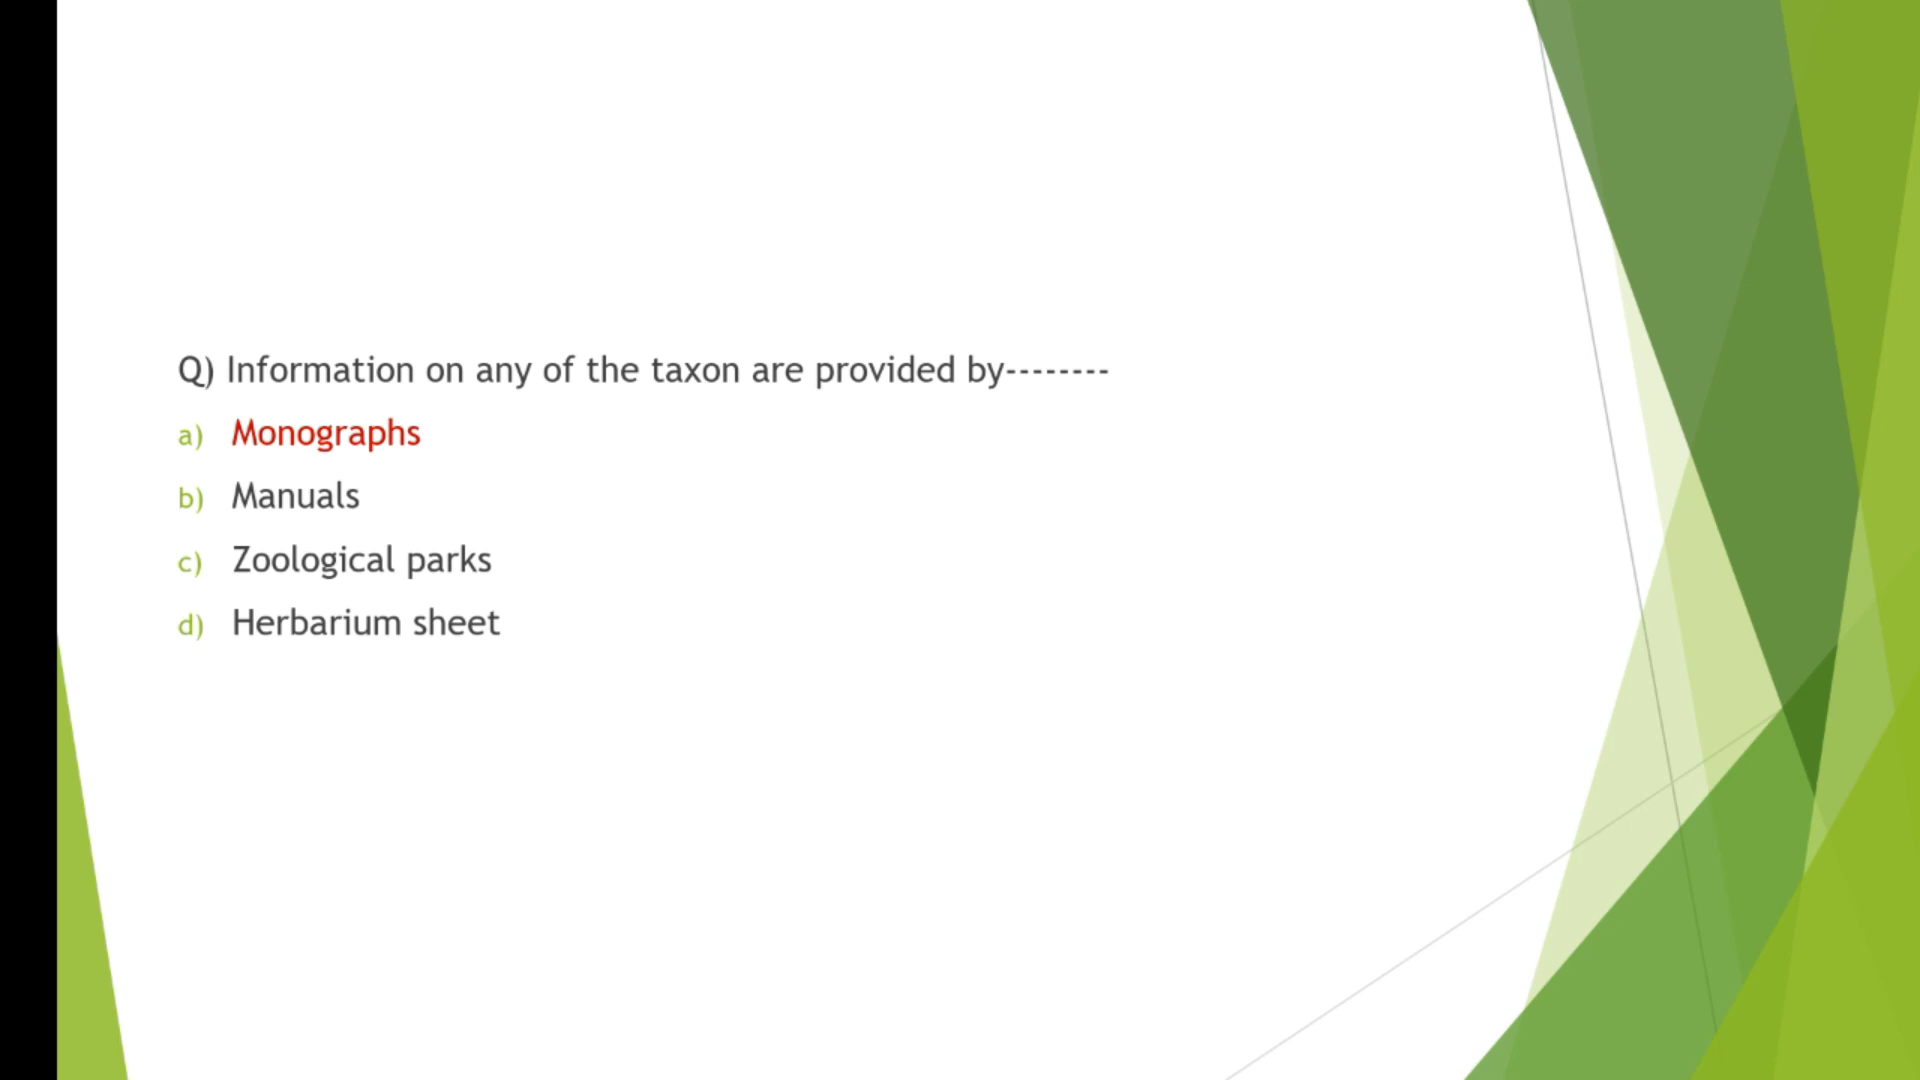 Q) Information on any of the taxon are provided by--------
a) Monographs
b) Manuals
c) Zoological parks
d) Herbarium sheet